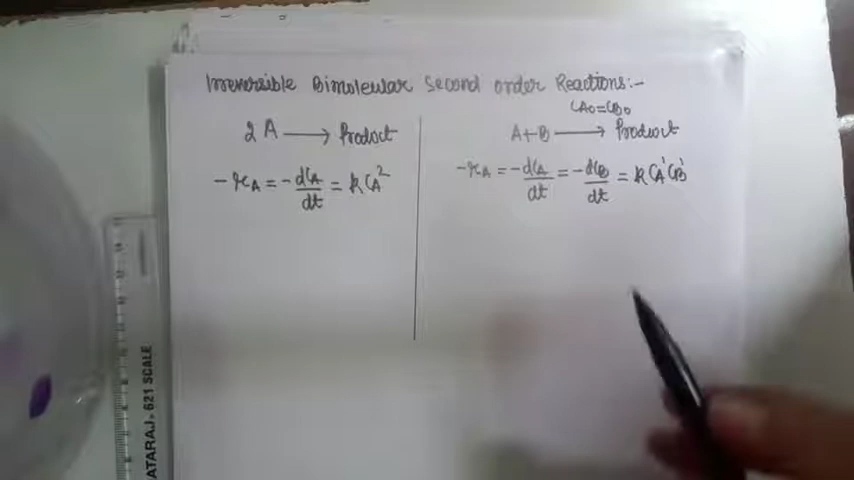 Irreversible Bimolecular Second order Reactions:-
2A ⟶ Product
-rA = -dCA/dt = kCA²
CA0=CB0
A+B ⟶ Product
-rA = -dCA/dt = -dCB/dt = kCA¹CB¹
ATARAJ-621 SCALE